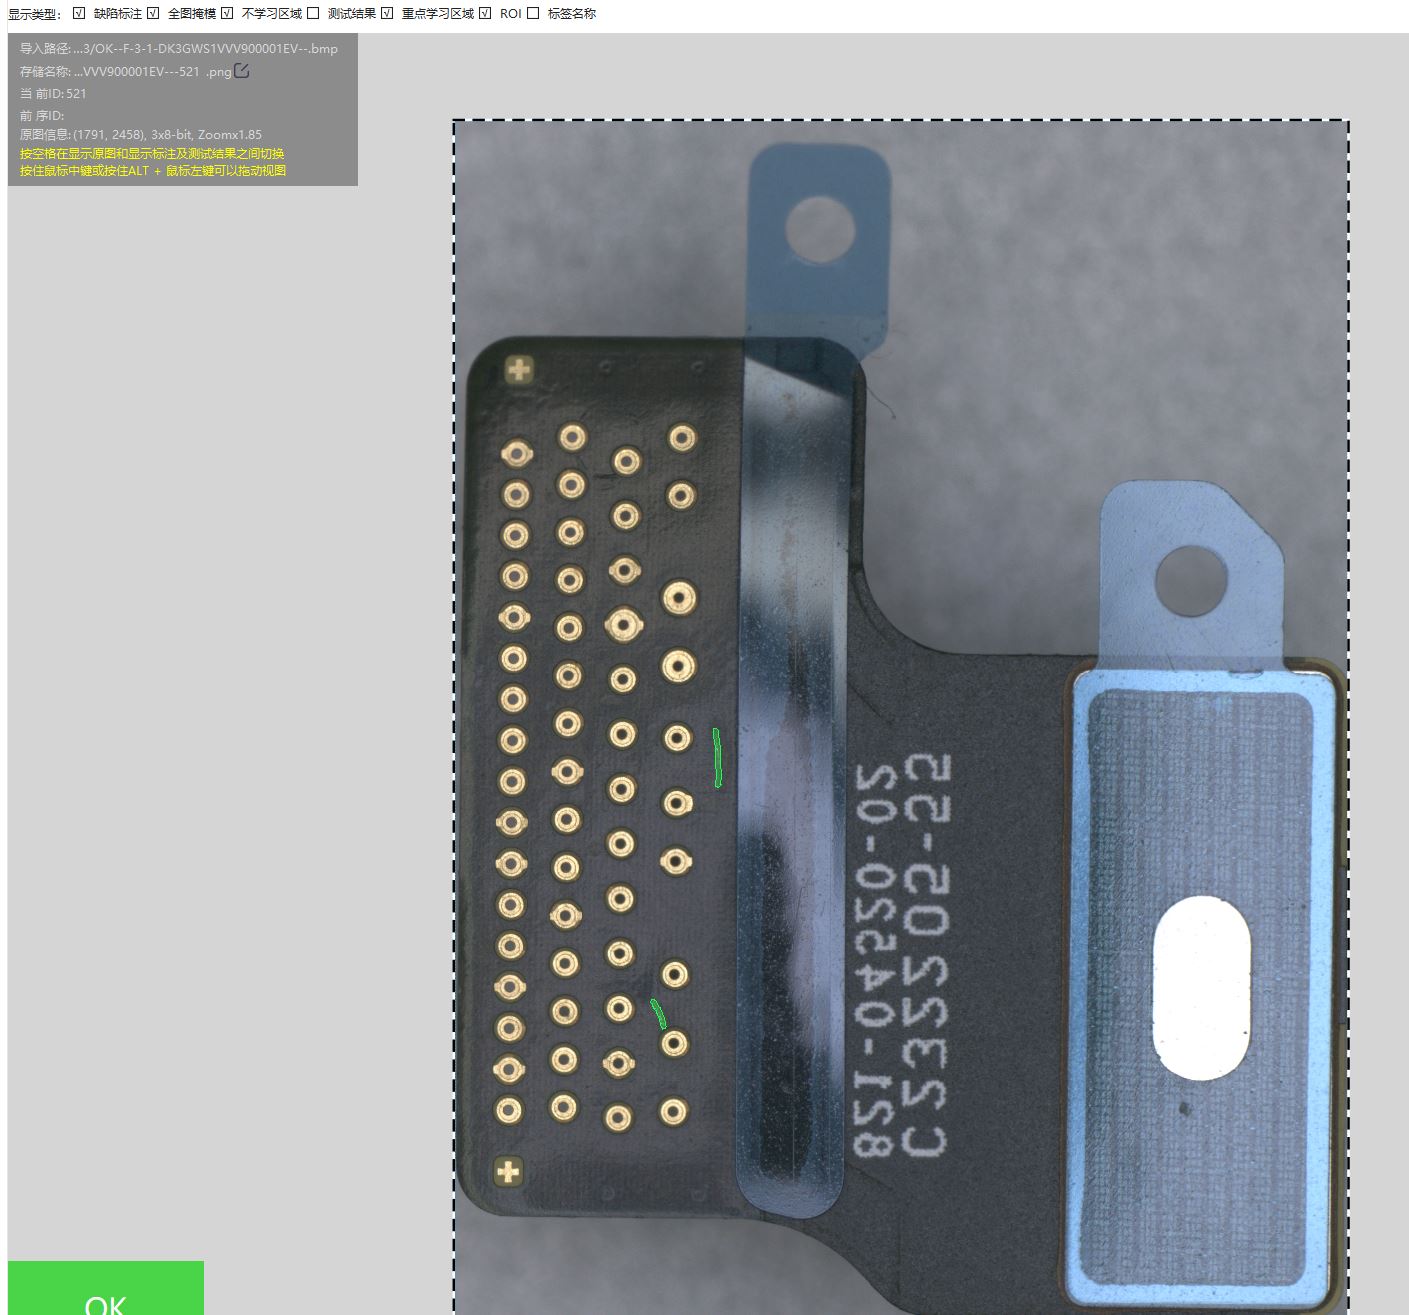 显示类型: 缺陷标注 全图掩模 不学习区域 测试结果 重点学习区域 ROI 标签名称
导入路径: ...3/OK--F-3-1-DK3GWS1VVV900001EV--.bmp
存储名称: ...VVV900001EV---521 .png
当 前ID: 521
前 序ID:
原图信息: (1791, 2458), 3x8-bit, Zoomx1.85
按空格在显示原图和显示标注及测试结果之间切换
按住鼠标中键或按住ALT + 鼠标左键可以拖动视图
821-04520-02
C5325205-55
OK